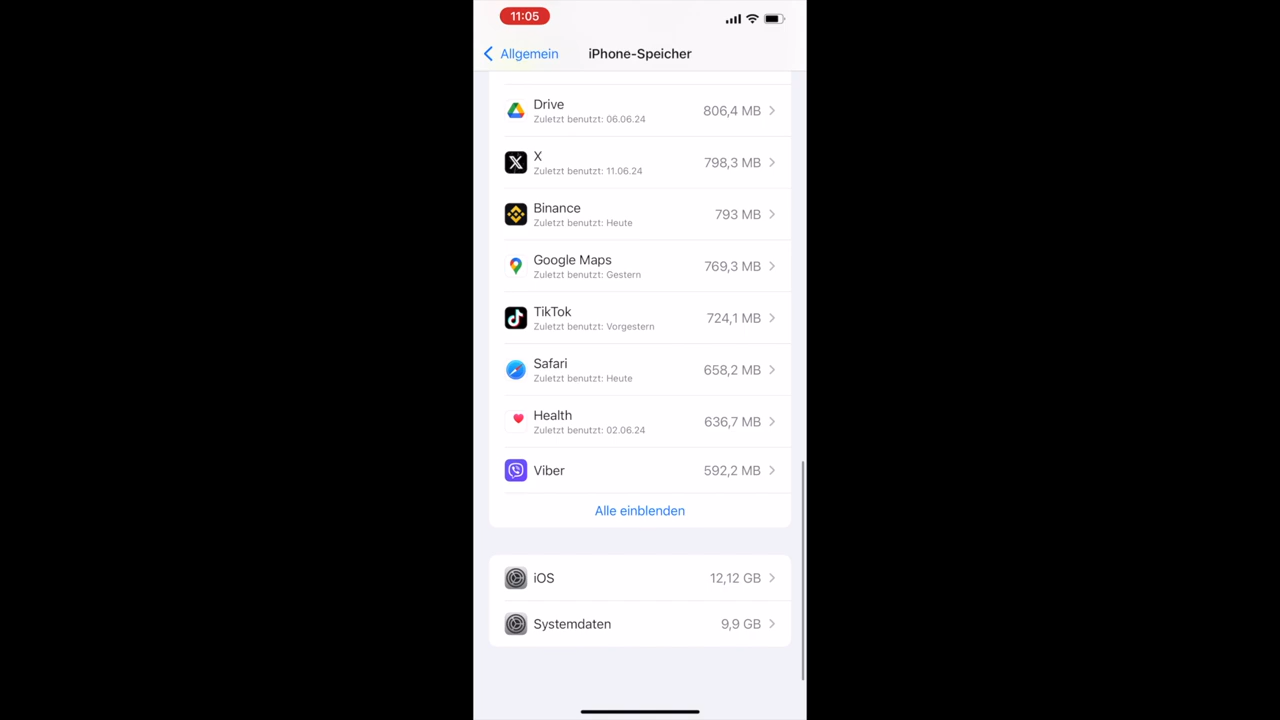 11:05
Allgemein
iPhone-Speicher
Drive
806,4 MB
Zuletzt benutzt: 06.06.24
X
798,3 MB
Zuletzt benutzt: 11.06.24
Binance
793 MB
Zuletzt benutzt: Heute
Google Maps
769,3 MB
Zuletzt benutzt: Gestern
TikTok
724,1 MB
Zuletzt benutzt: Vorgestern
Safari
658,2 MB
Zuletzt benutzt: Heute
Health
636,7 MB
Zuletzt benutzt: 02.06.24
Viber
592,2 MB
Alle einblenden
iOS
12,12 GB
Systemdaten
9,9 GB